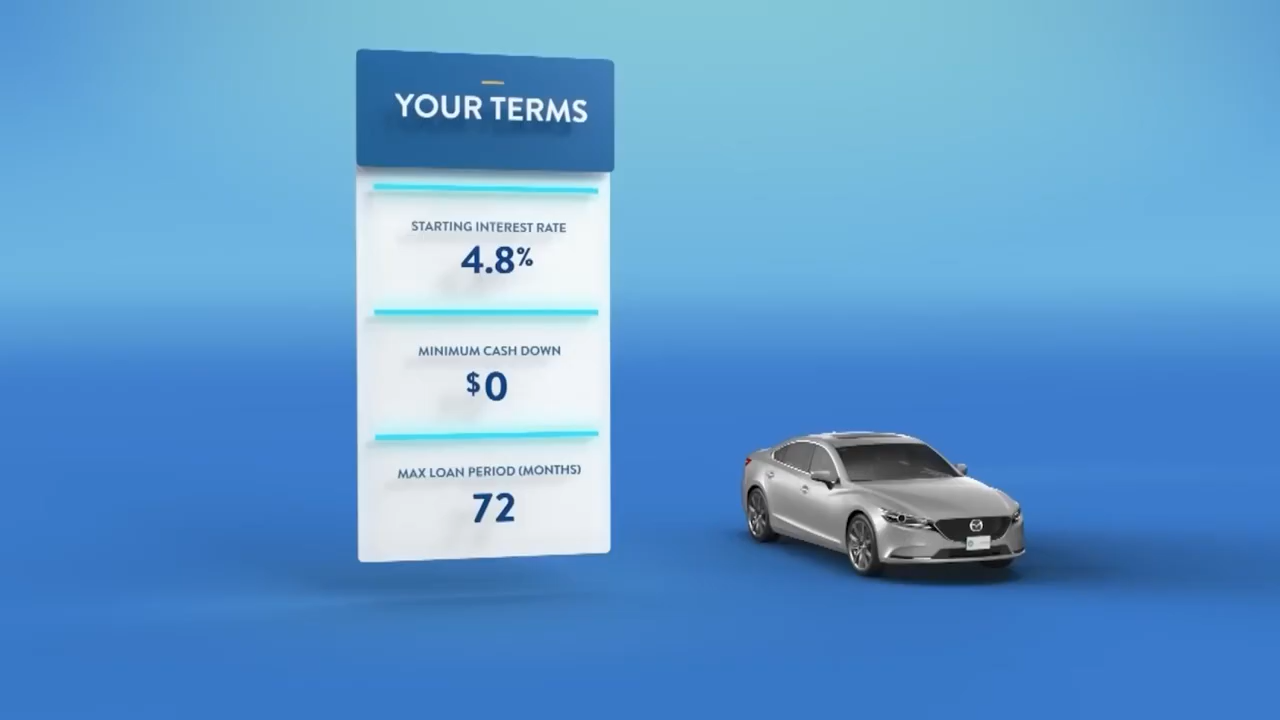 YOUR TERMS
STARTING INTEREST RATE
4.8%
MINIMUM CASH DOWN
$0
MAX LOAN PERIOD (MONTHS)
72